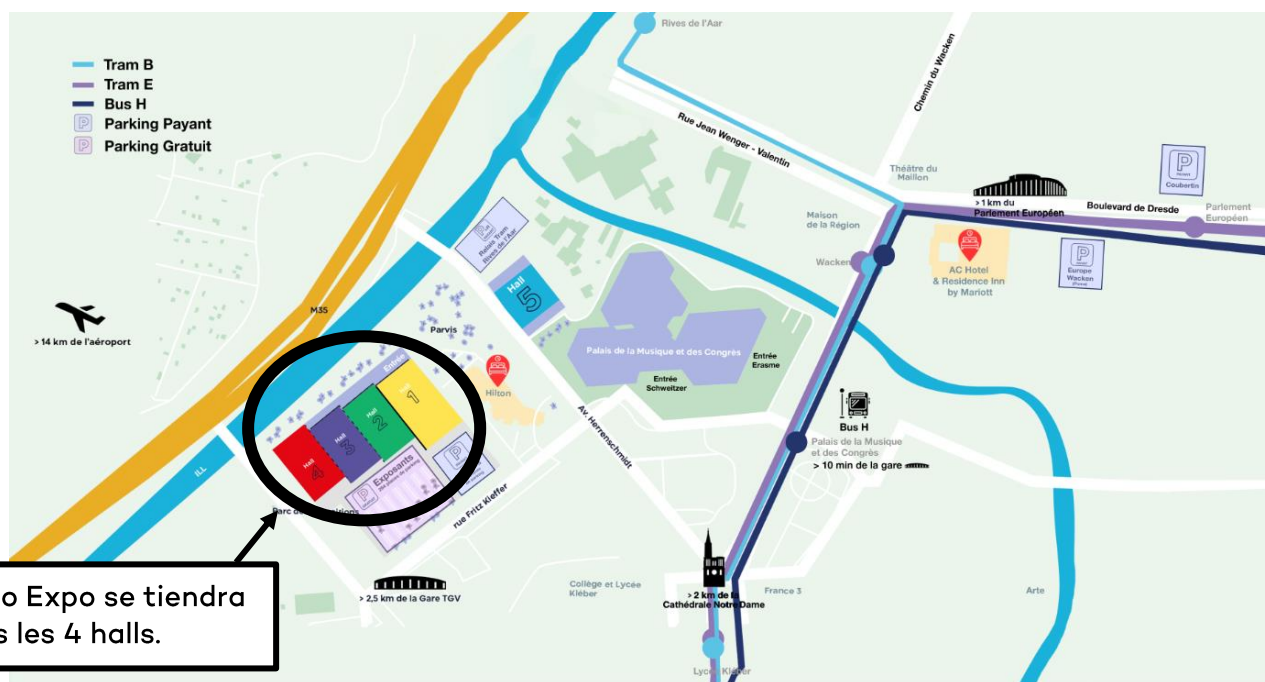 Tram B
Tram E
Bus H
P Parking Payant
P Parking Gratuit
Rives de l'Aar
Chemin du Wacken
Rue Jean Wenger - Valentin
Théâtre du
Maillon
> 1 km du
Parlement Européen
Boulevard de Dresde
P
Coubertin
Parlement
Européen
Maison
de la Région
Wacken
AC Hotel
& Residence Inn
by Mariott
P
Europe
Wacken
Relais Tram
Rives de l'Aar
Hall
5
M35
> 14 km de l'aéroport
Parvis
Palais de la Musique et des Congrès
Entrée
Erasme
Entrée
Schweitzer
Entrée
Hilton
Hall
1
Hall
2
Hall
3
Hall
4
ILL
Av. Herrenschmidt
Bus H
Palais de la Musique
et des Congrès
> 10 min de la gare
P
Exposants
P
rue Fritz Kieffer
Parc de
> 2,5 km de la Gare TGV
Collège et Lycée
Kléber
> 2 km de la
Cathédrale Notre Dame
France 3
Arte
Lycée Kléber
o Expo se tiendra
s les 4 halls.